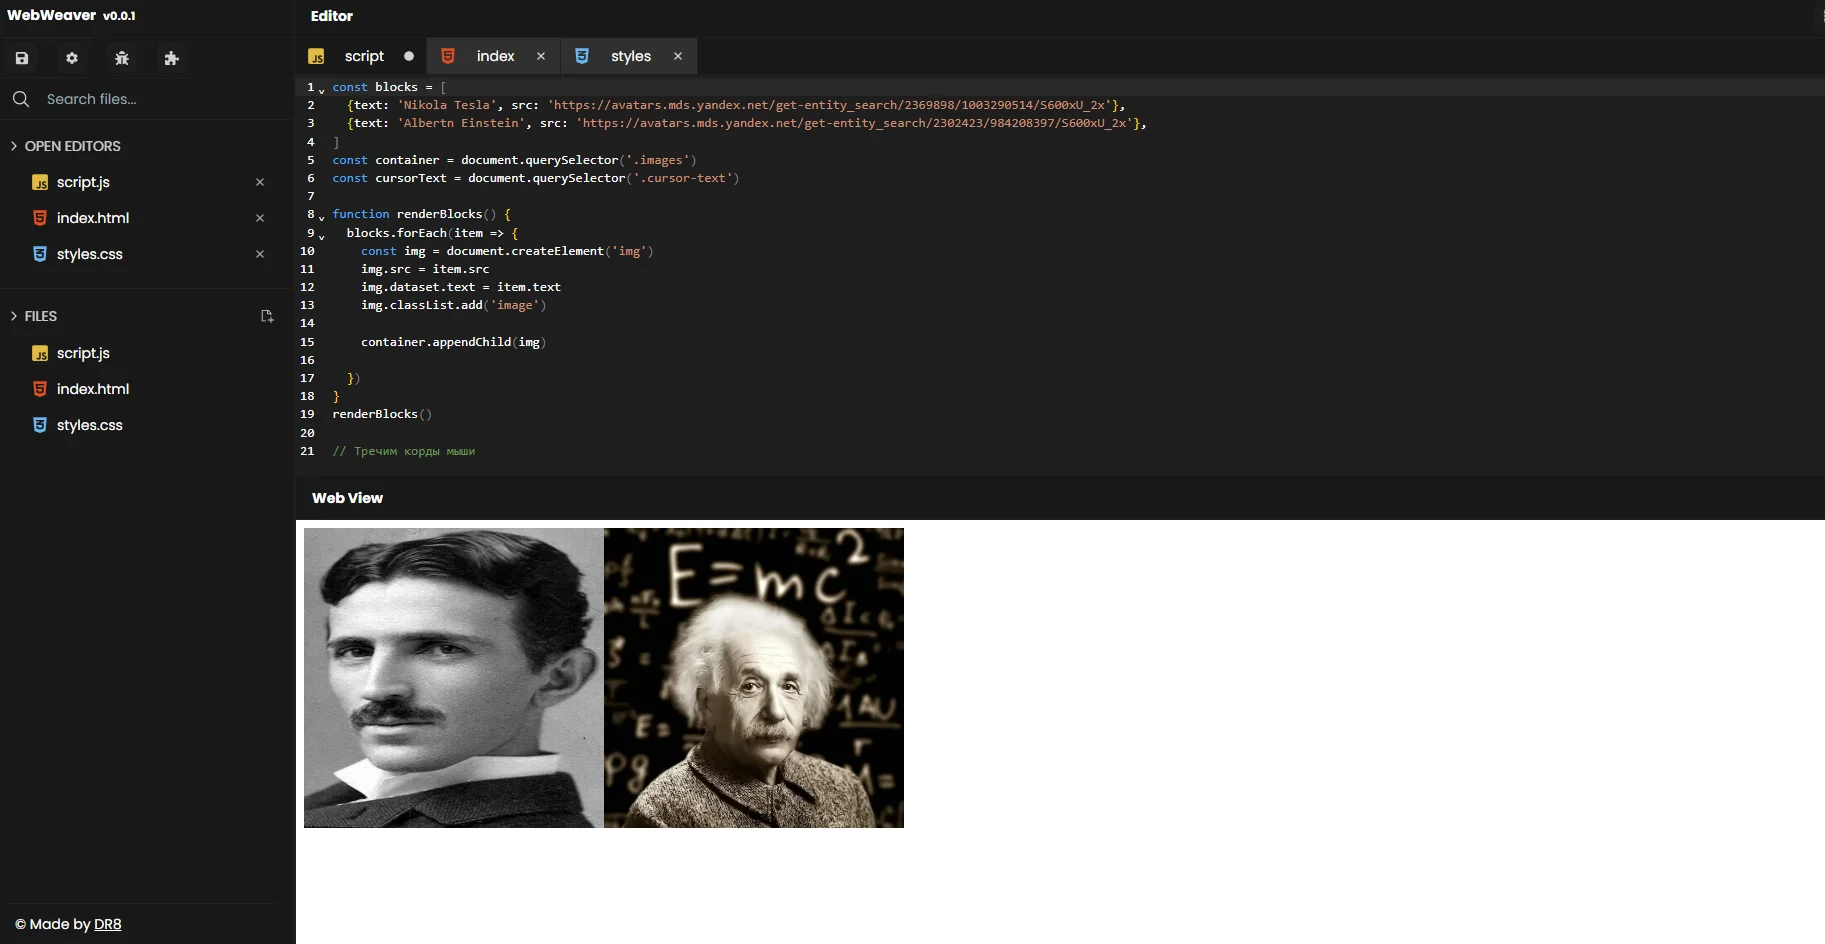 WebWeaver v0.0.1
Search files...
OPEN EDITORS
script.js
index.html
styles.css
FILES
script.js
index.html
styles.css
© Made by DR8
Editor
script
index
styles
1 const blocks = [
2 {text: 'Nikola Tesla', src: 'https://avatars.mds.yandex.net/get-entity_search/2369898/1003290514/S600xU_2x'},
3 {text: 'Albertn Einstein', src: 'https://avatars.mds.yandex.net/get-entity_search/2302423/984208397/S600xU_2x'},
4 ]
5 const container = document.querySelector('.images')
6 const cursorText = document.querySelector('.cursor-text')
7
8 function renderBlocks() {
9 blocks.forEach(item => {
10 const img = document.createElement('img')
11 img.src = item.src
12 img.dataset.text = item.text
13 img.classList.add('image')
14
15 container.appendChild(img)
16
17 })
18 }
19 renderBlocks()
20
21 // Тречим корды мыши
Web View
E=mc²